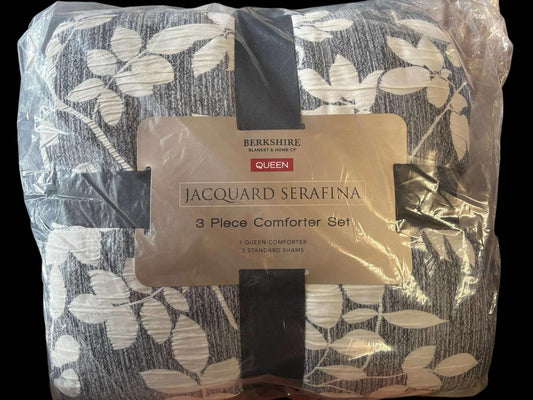 BERKSHIRE
BLANKET & HOME CO
QUEEN
JACQUARD SERAFINA
3 Piece Comforter Set
1 QUEEN COMFORTER
2 STANDARD SHAMS